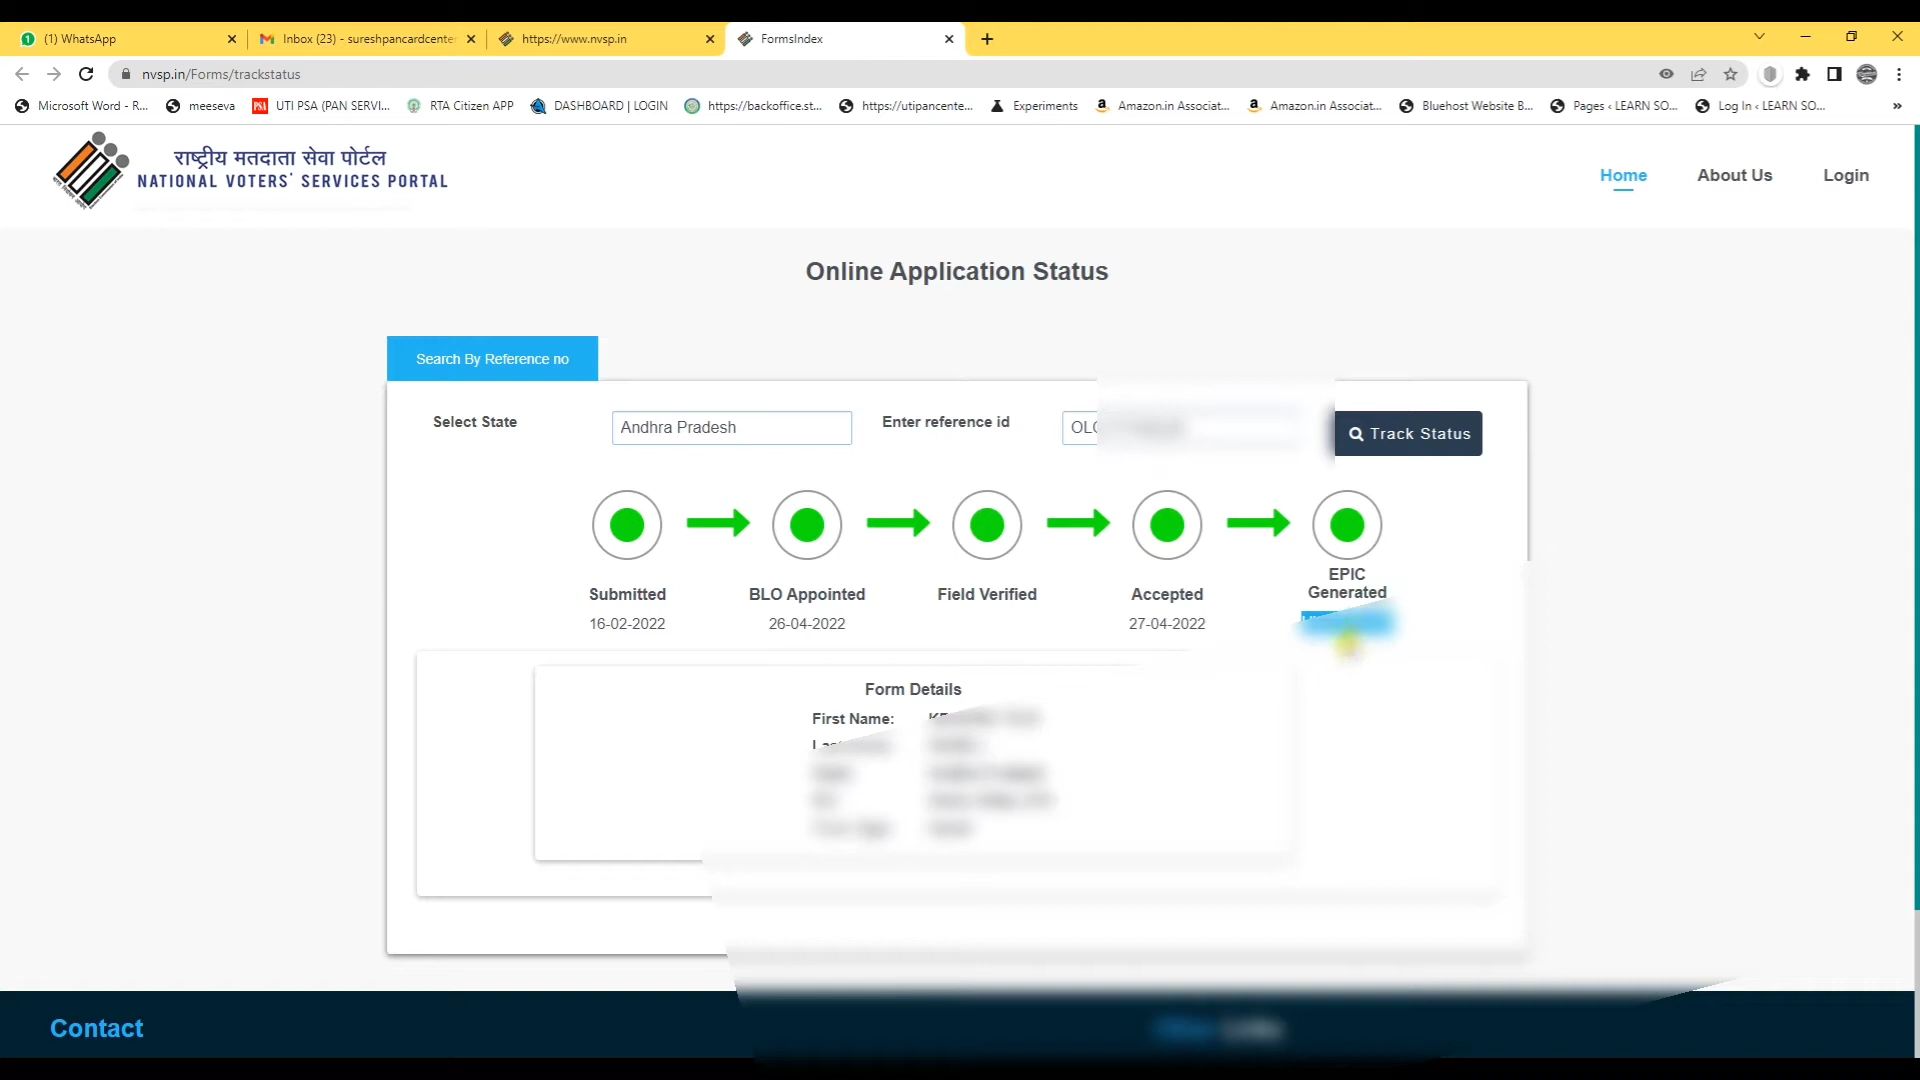 (1) WhatsApp
Inbox (23) - sureshpancardcente
https://www.nvsp.in
FormsIndex
nvsp.in/Forms/trackstatus
Microsoft Word - R...
meeseva
UTI PSA (PAN SERVI...
RTA Citizen APP
DASHBOARD | LOGIN
https://backoffice.st...
https://utipancente...
Experiments
Amazon.in Associat...
Amazon.in Associat...
Bluehost Website B...
Pages ‹ LEARN SO...
Log In ‹ LEARN SO...
»
राष्ट्रीय मतदाता सेवा पोर्टल
NATIONAL VOTERS' SERVICES PORTAL
Home
About Us
Login
Online Application Status
Search By Reference no
Select State
Andhra Pradesh
Enter reference id
Track Status
Submitted
16-02-2022
BLO Appointed
26-04-2022
Field Verified
Accepted
27-04-2022
EPIC
Generated
Form Details
First Name:
Contact